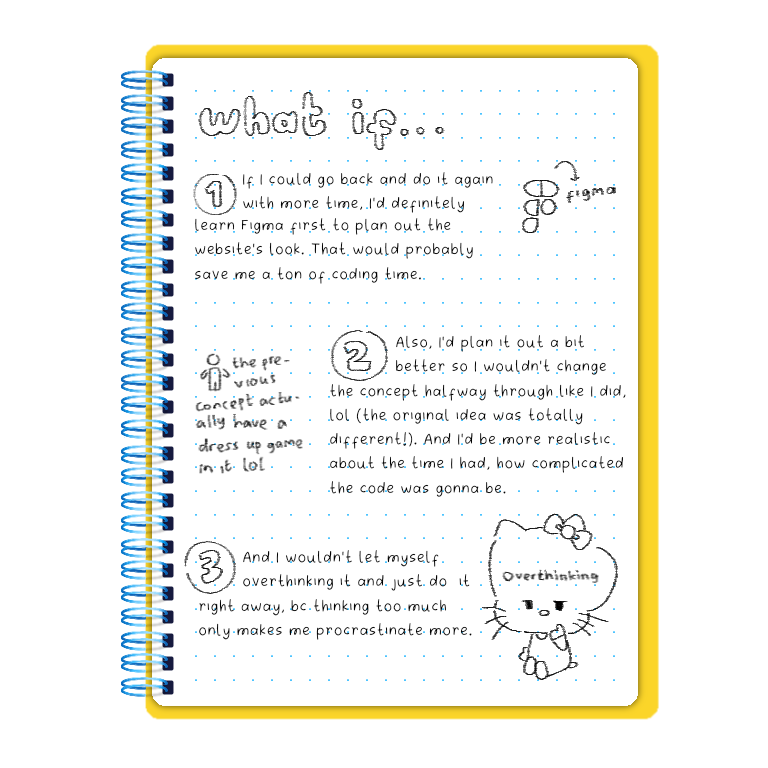 what if...
1
If I could go back and do it again
with more time, I'd definitely
learn Figma first to plan out the
website's look. That would probably
save me a ton of coding time..
figma
2
Also, I'd plan it out a bit
better so I wouldn't change
the concept halfway through like I did,
lol (the original idea was totally
different!). And I'd be more realistic
about the time I had, how complicated
the code was gonna be.
the pre-
vious
concept actu-
ally have a
dress up game
in it lol
3
And I wouldn't let myself
overthinking it and just do it
right away, bc thinking too much
only makes me procrastinate more.
Overthinking